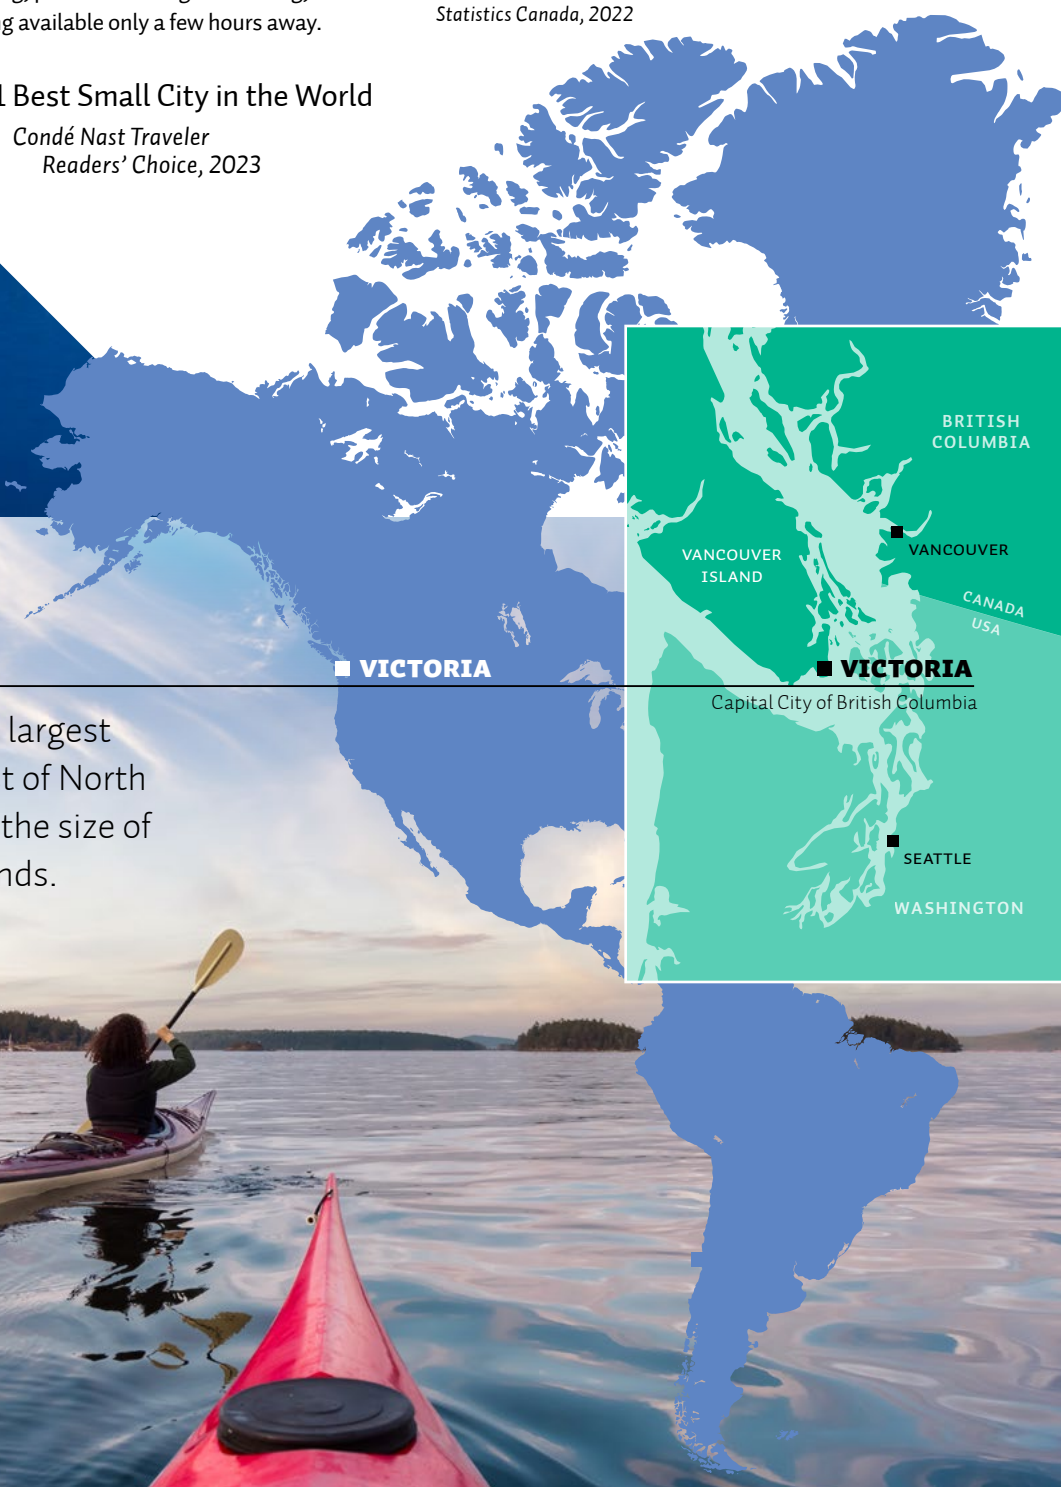 ng available only a few hours away.
Statistics Canada, 2022
1 Best Small City in the World
Condé Nast Traveler
Readers’ Choice, 2023
BRITISH
COLUMBIA
VANCOUVER
VANCOUVER
ISLAND
CANADA
USA
VICTORIA
VICTORIA
Capital City of British Columbia
largest
t of North
the size of
nds.
SEATTLE
WASHINGTON